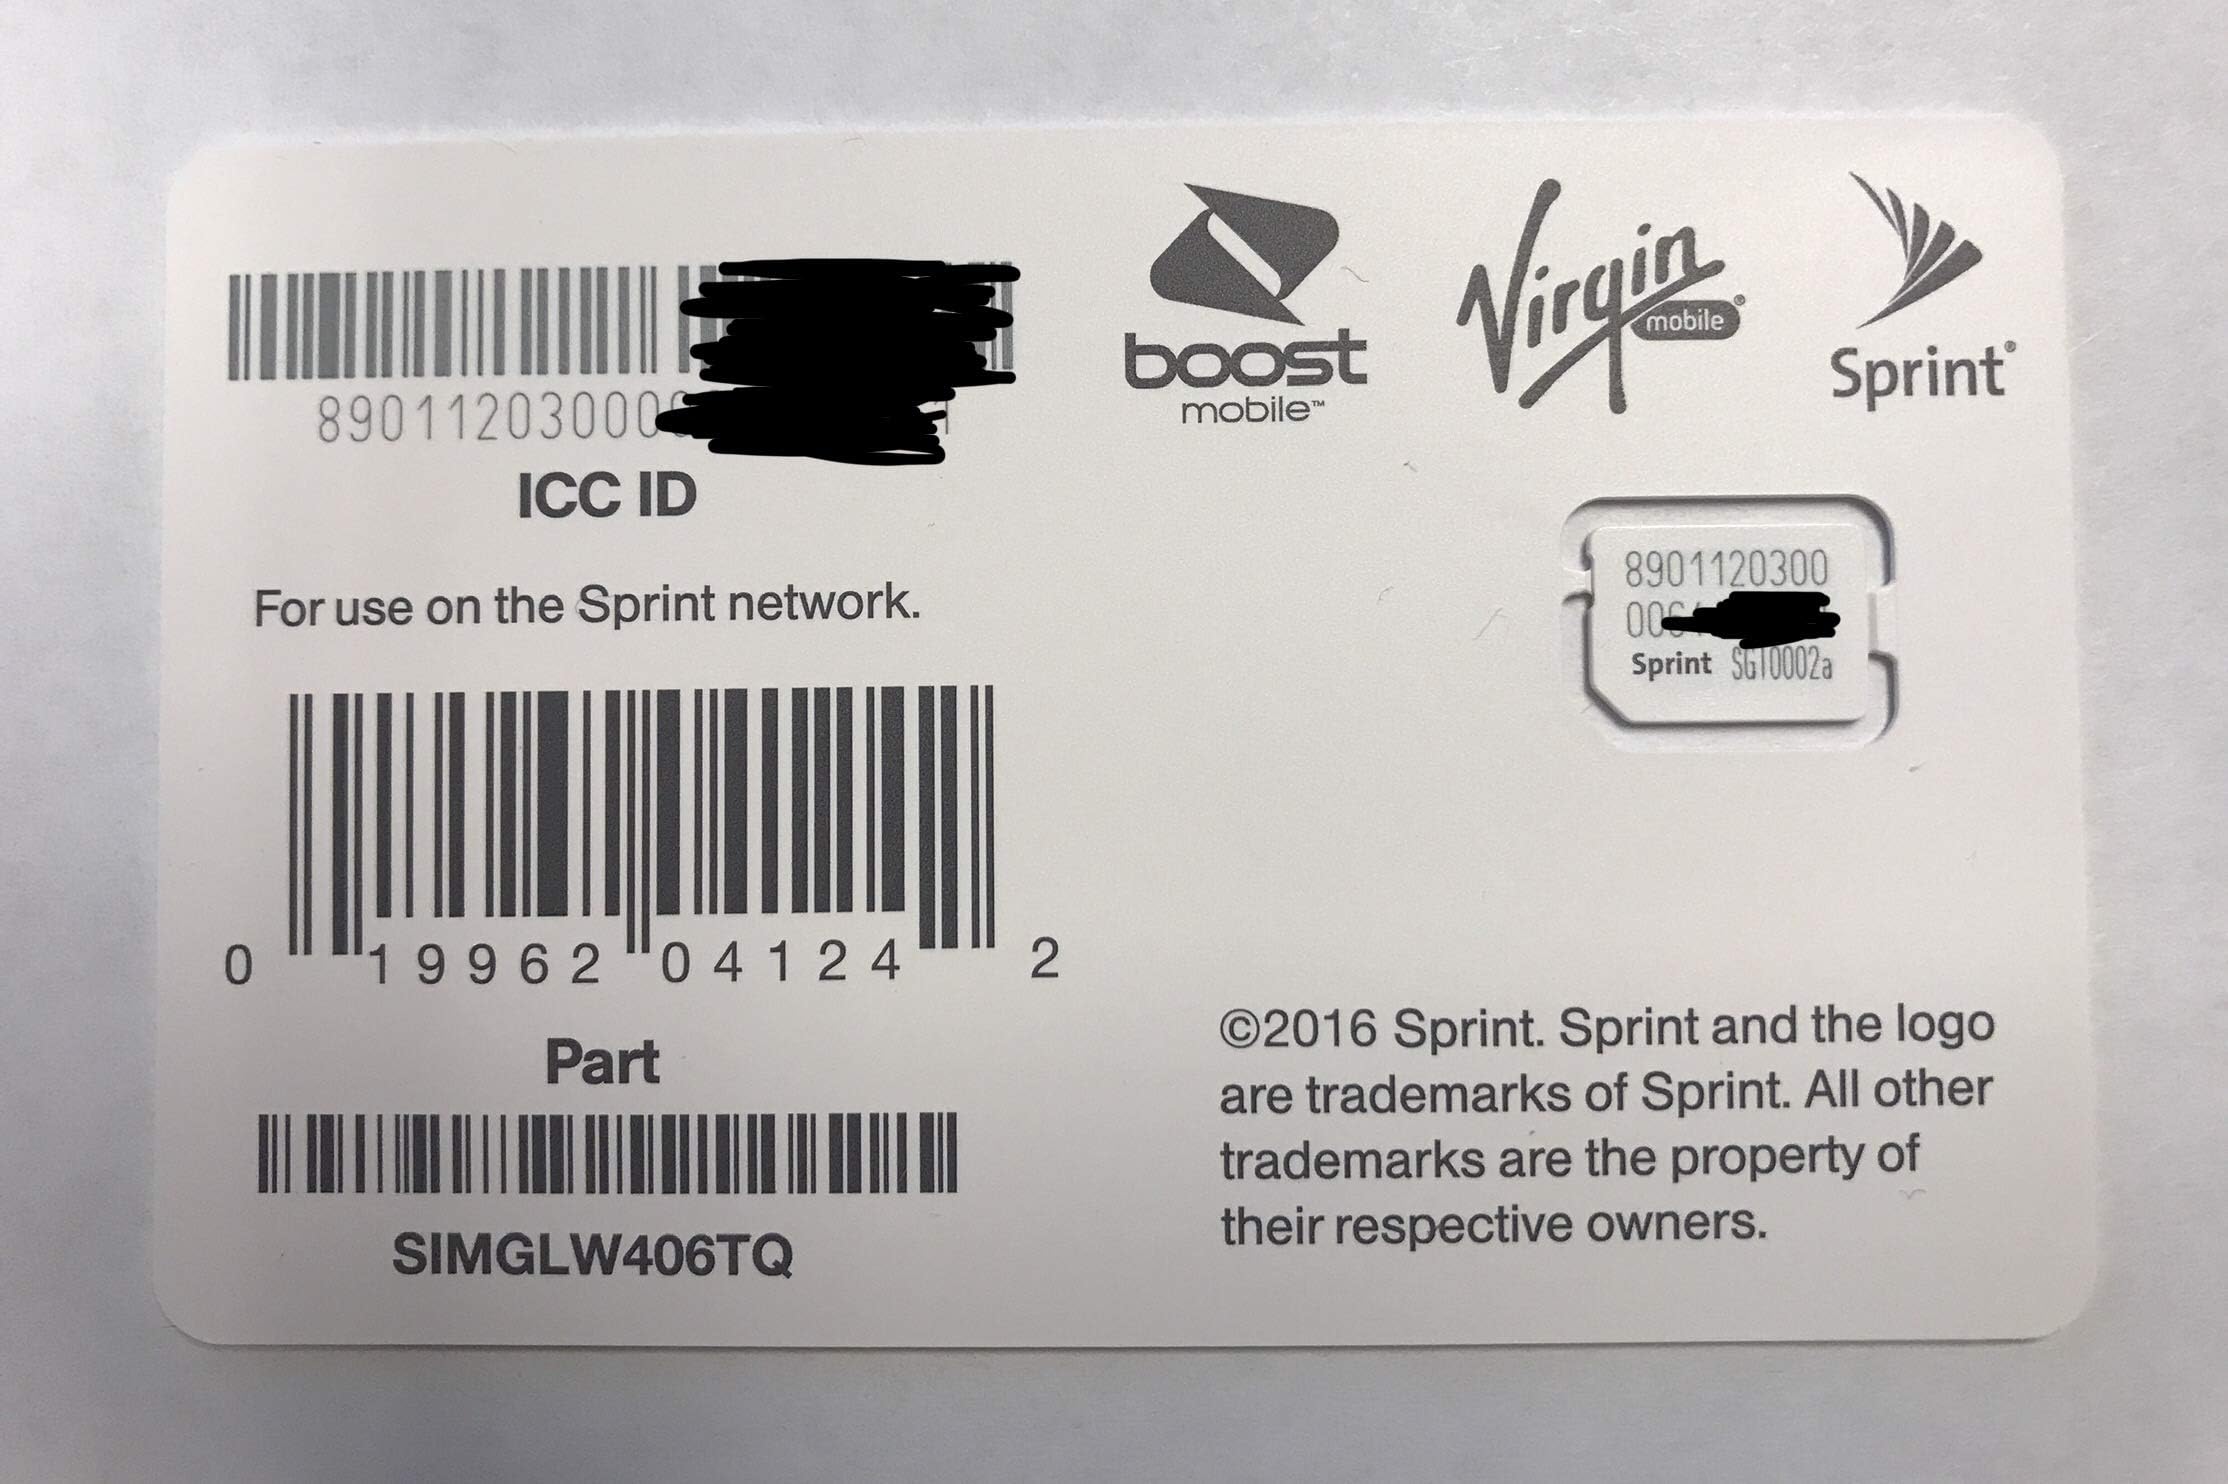 890112030000
ICC ID
For use on the Sprint network.
0 19962 04124 2
Part
SIMGLW406TQ
boost
mobile™
Virgin
mobile®
Sprint®
8901120300
00
Sprint SGT0002a
©2016 Sprint. Sprint and the logo
are trademarks of Sprint. All other
trademarks are the property of
their respective owners.